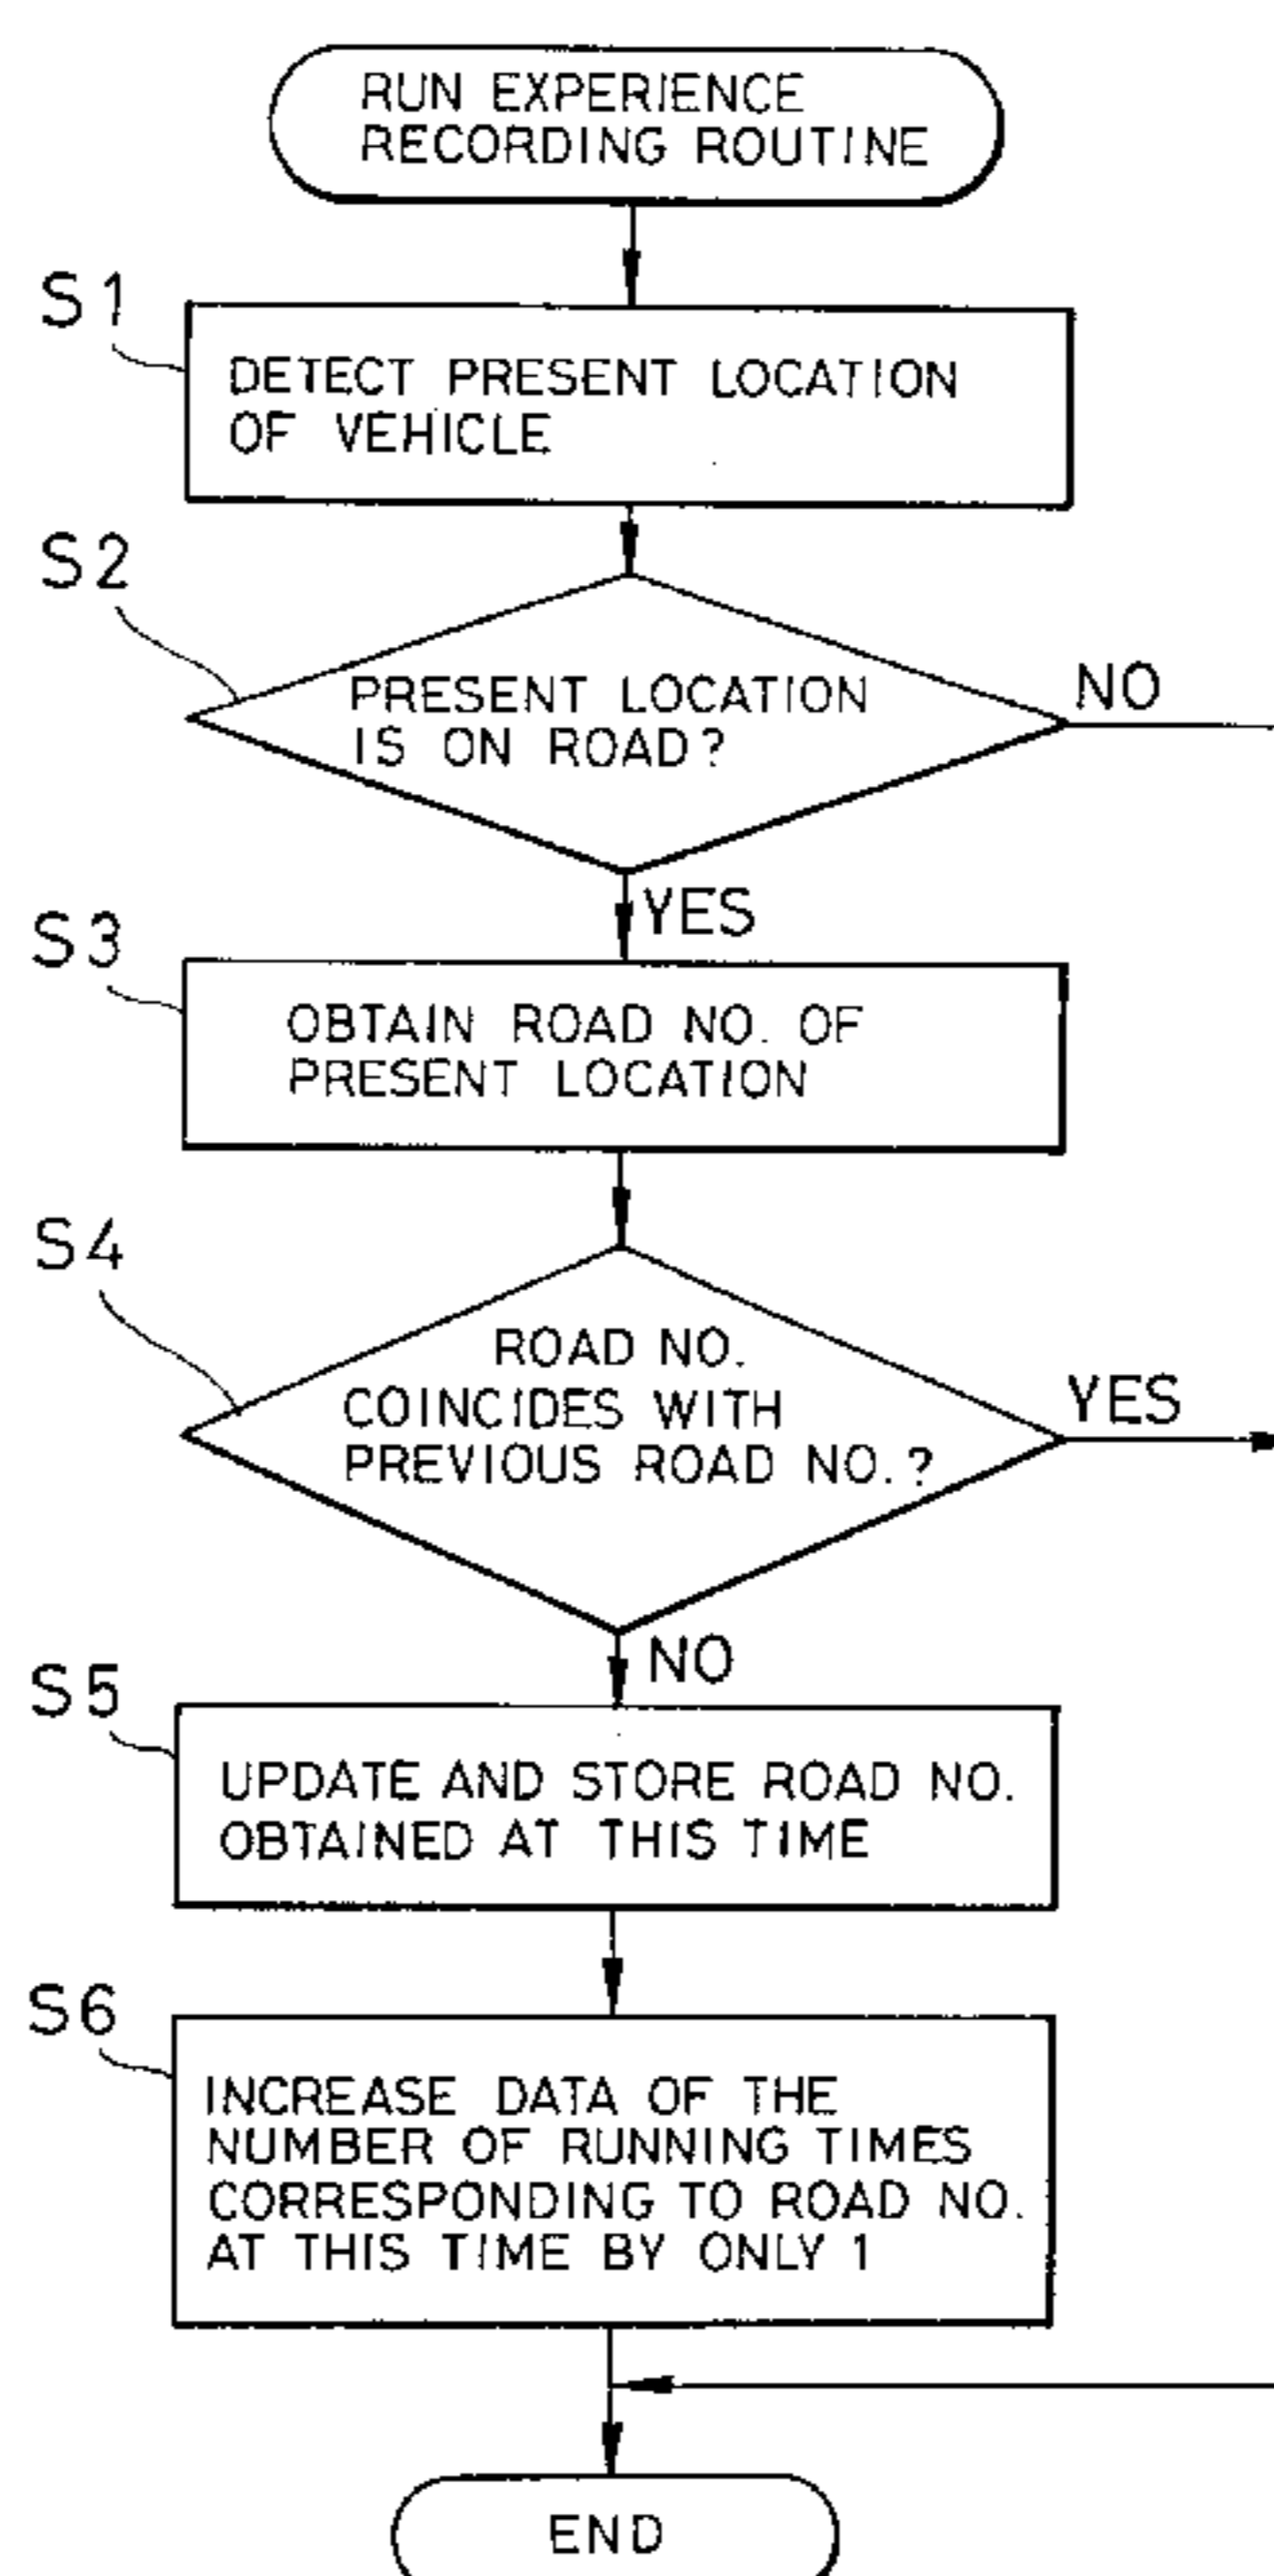 RUN EXPERIENCE
RECORDING ROUTINE
S1
DETECT PRESENT LOCATION
OF VEHICLE
S2
PRESENT LOCATION
IS ON ROAD?
NO
YES
S3
OBTAIN ROAD NO. OF
PRESENT LOCATION
S4
ROAD NO.
COINCIDES WITH
PREVIOUS ROAD NO.?
YES
NO
S5
UPDATE AND STORE ROAD NO.
OBTAINED AT THIS TIME
S6
INCREASE DATA OF THE
NUMBER OF RUNNING TIMES
CORRESPONDING TO ROAD NO.
AT THIS TIME BY ONLY 1
END